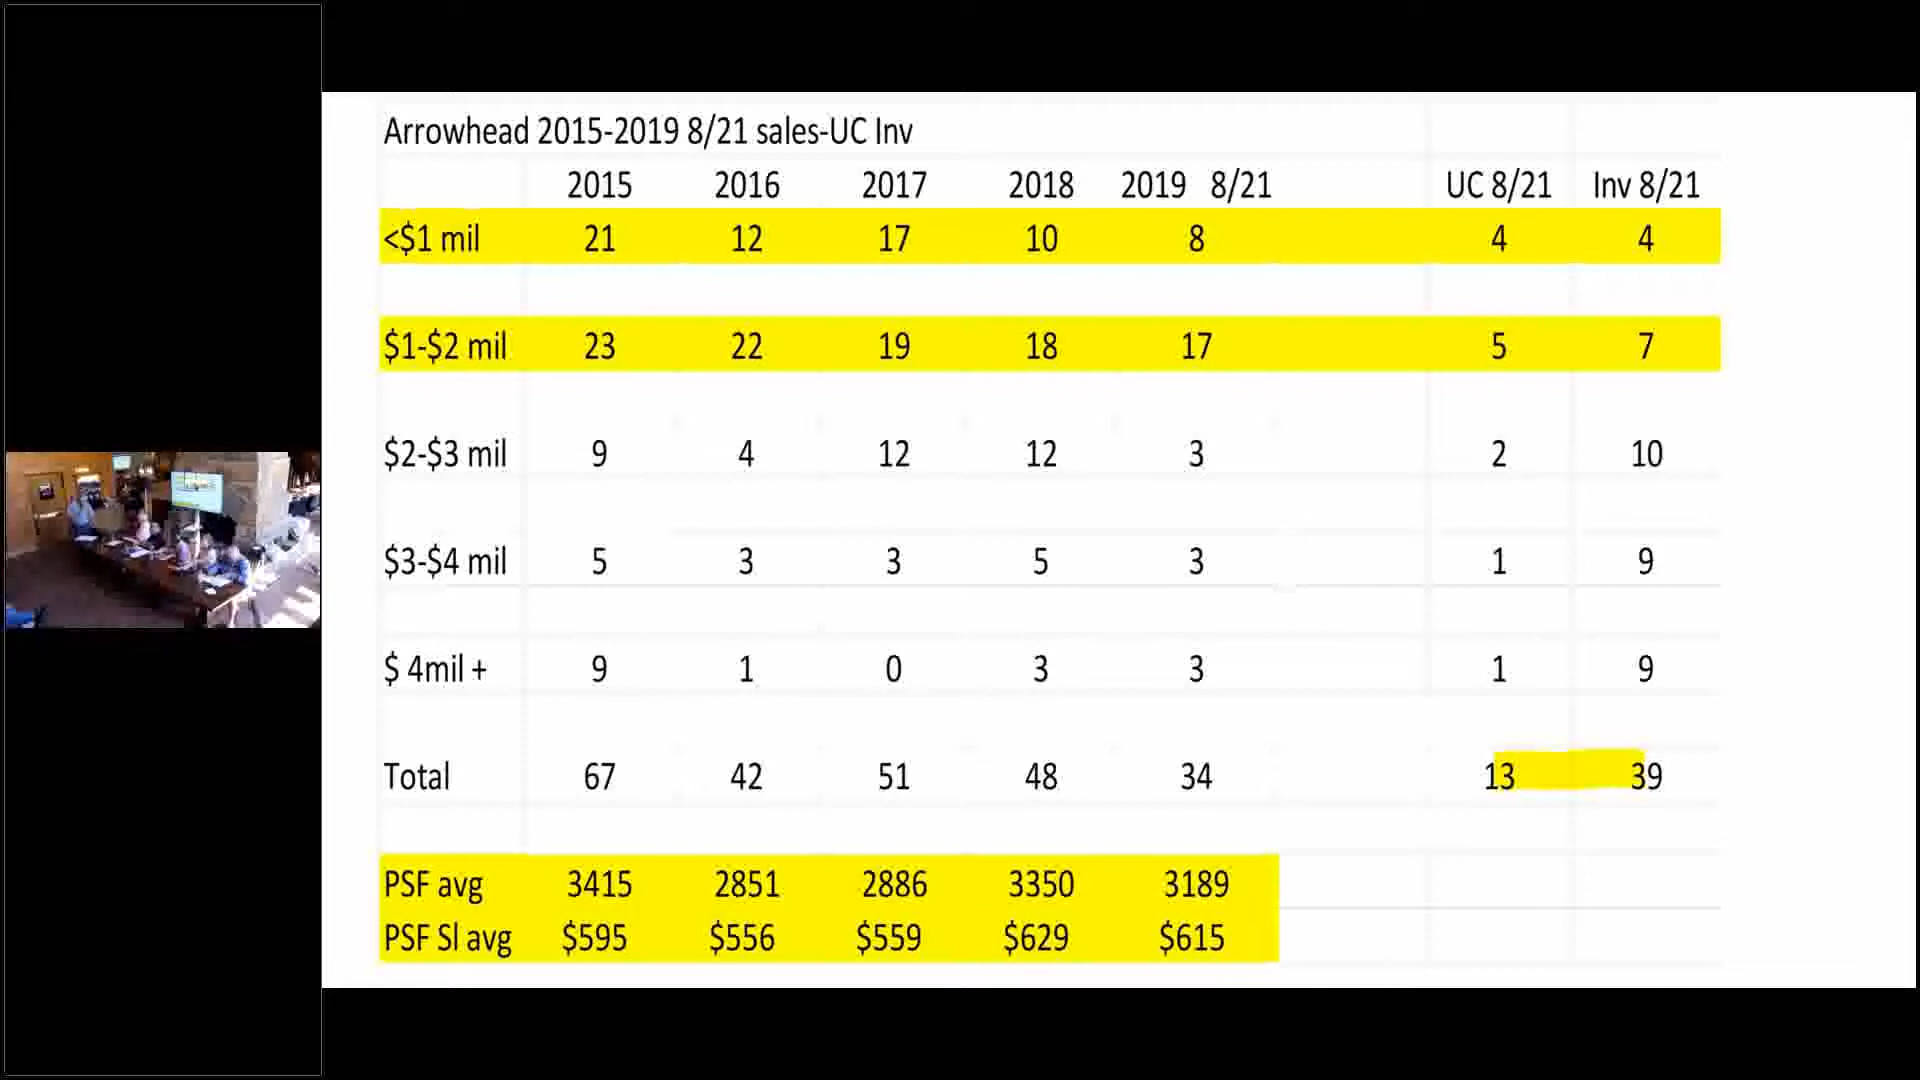 Arrowhead 2015-2019 8/21 sales-UC Inv
2015 2016 2017 2018 2019 8/21 UC 8/21 Inv 8/21
<$1 mil 21 12 17 10 8 4 4
$1-$2 mil 23 22 19 18 17 5 7
$2-$3 mil 9 4 12 12 3 2 10
$3-$4 mil 5 3 3 5 3 1 9
$ 4mil + 9 1 0 3 3 1 9
Total 67 42 51 48 34 13 39
PSF avg 3415 2851 2886 3350 3189
PSF Sl avg $595 $556 $559 $629 $615